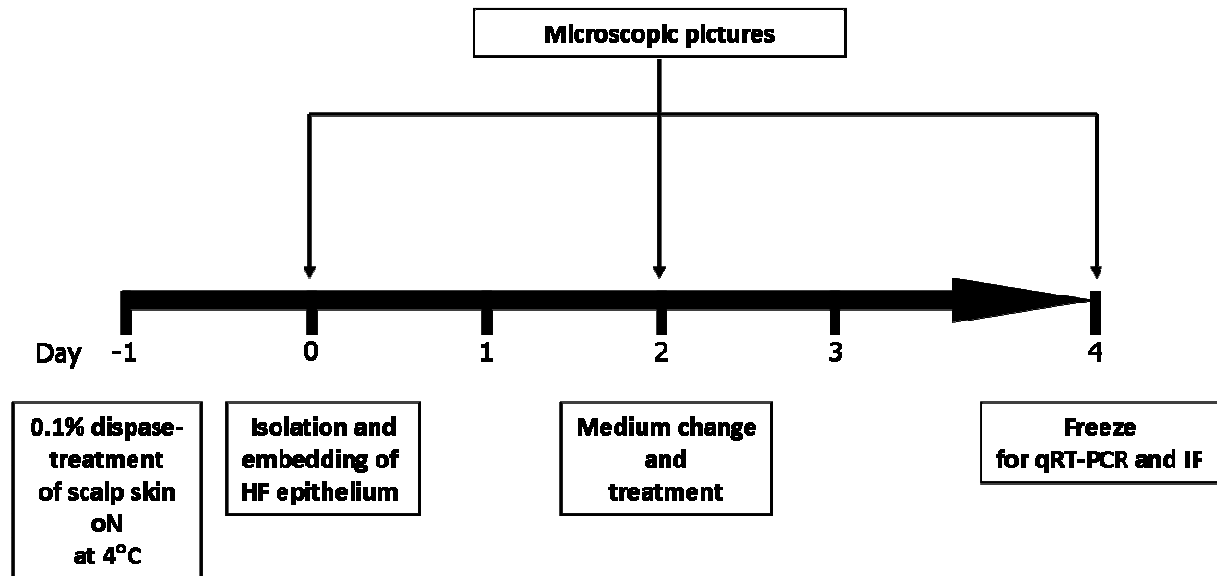 Microscopic pictures
Day -1 0 1 2 3 4
0.1% dispase-
treatment
of scalp skin
oN
at 4°C
Isolation and
embedding of
HF epithelium
Medium change
and
treatment
Freeze
for qRT-PCR and IF